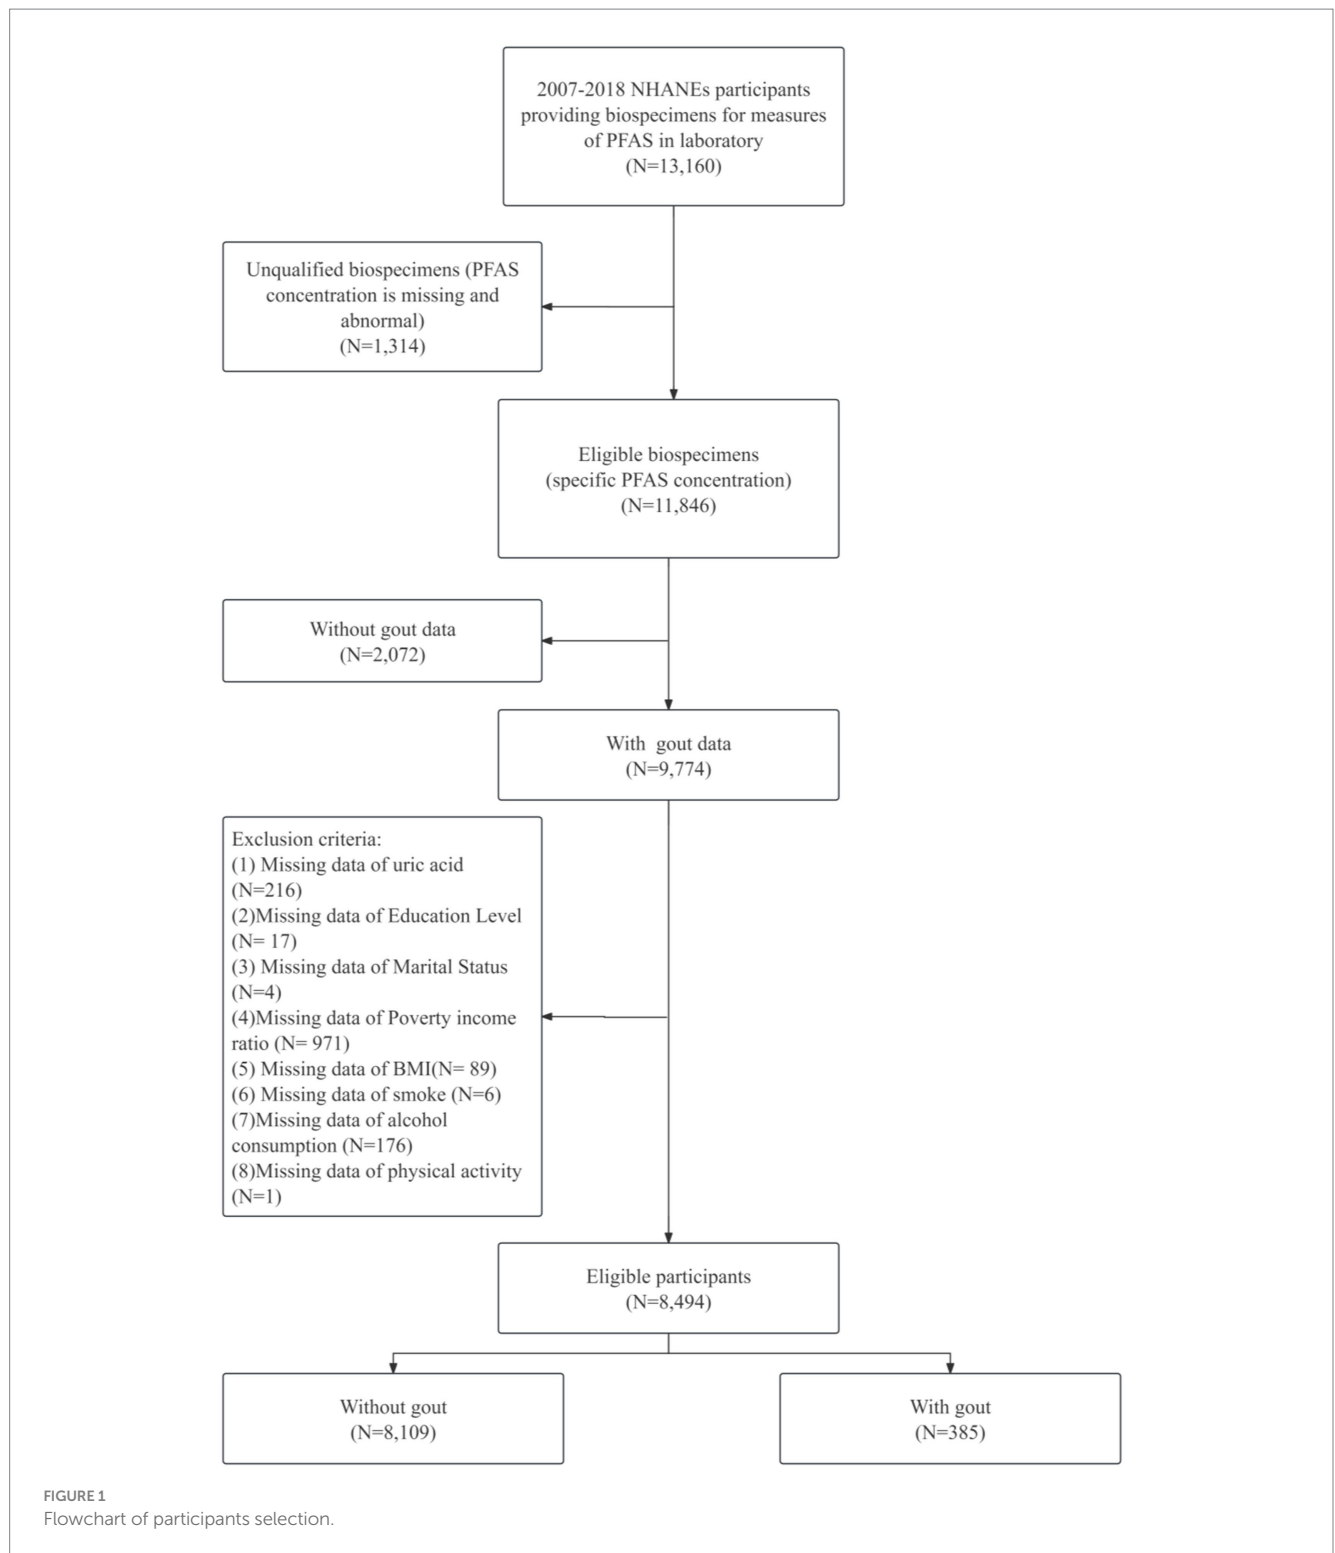 2007-2018 NHANEs participants
providing biospecimens for measures
of PFAS in laboratory
(N=13,160)
Unqualified biospecimens (PFAS
concentration is missing and
abnormal)
(N=1,314)
Eligible biospecimens
(specific PFAS concentration)
(N=11,846)
Without gout data
(N=2,072)
With  gout data
(N=9,774)
Exclusion criteria:
(1) Missing data of uric acid
(N=216)
(2)Missing data of Education Level
(N= 17)
(3) Missing data of Marital Status
(N=4)
(4)Missing data of Poverty income
ratio (N= 971)
(5) Missing data of BMI(N= 89)
(6) Missing data of smoke (N=6)
(7)Missing data of alcohol
consumption (N=176)
(8)Missing data of physical activity
(N=1)
Eligible participants
(N=8,494)
Without gout
(N=8,109)
With gout
(N=385)
FIGURE 1
Flowchart of participants selection.